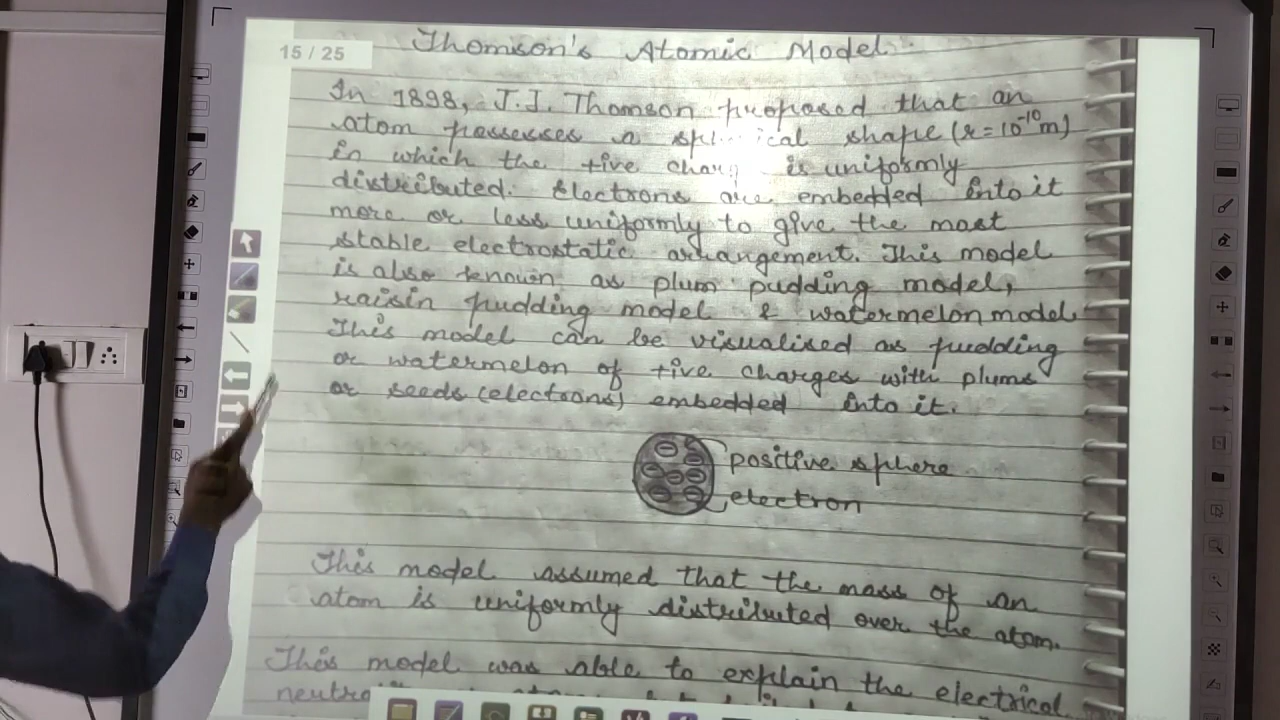 15 / 25
Thomson's Atomic Model.
In 1898, J.J. Thomson proposed that an
atom possesses a spherical shape (r = 10⁻¹⁰m)
in which the +ive charg is uniformly
distributed. Electrons are embedded into it
more or less uniformly to give the most
stable electrostatic arrangement. This model
is also known as plum pudding model,
raisin pudding model & watermelon model.
This model can be visualised as pudding
or watermelon of +ive charges with plums
or seeds (electrons) embedded into it.
positive sphere
electron
This model assumed that the mass of an
atom is uniformly distributed over the atom.
This model was able to explain the electrical